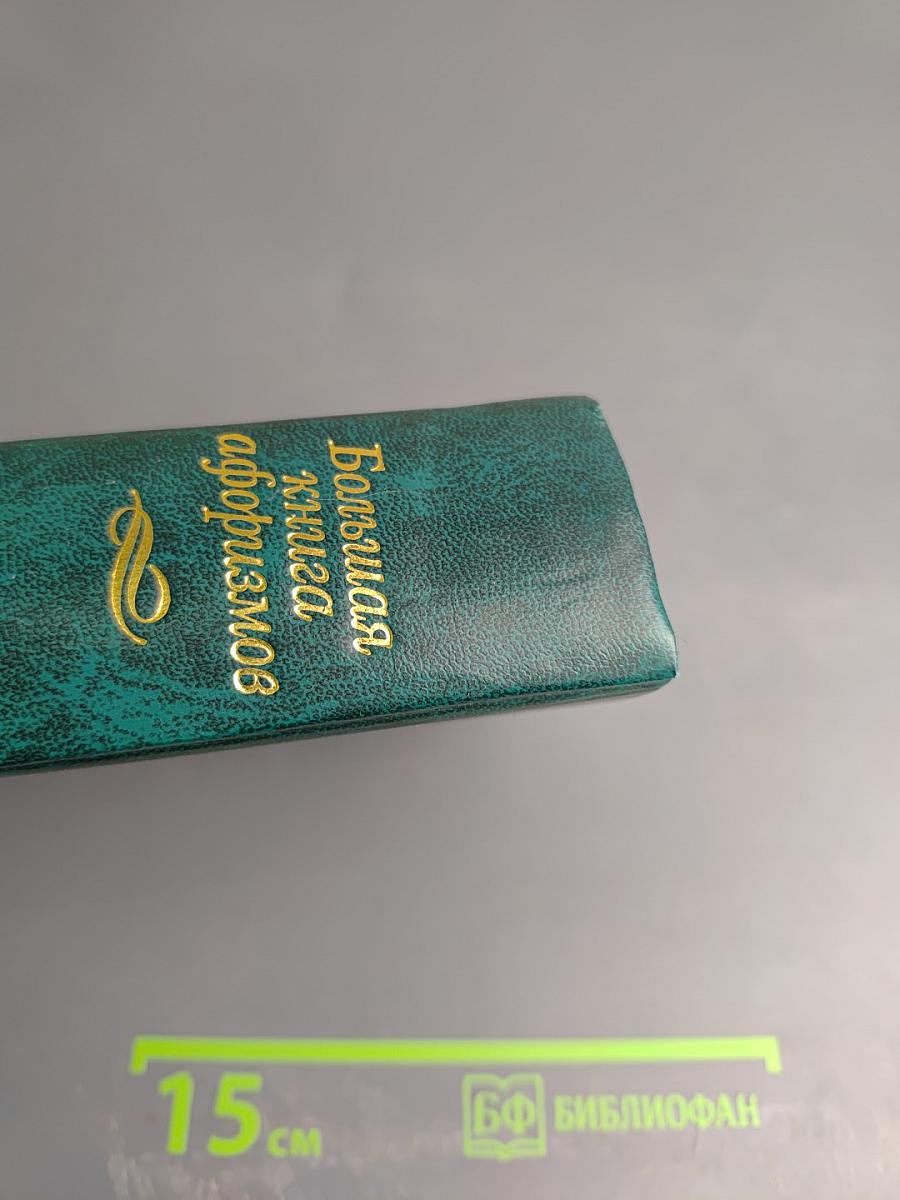 Большая
книга
афоризмов
15 см
БФ БИБЛИОФАН